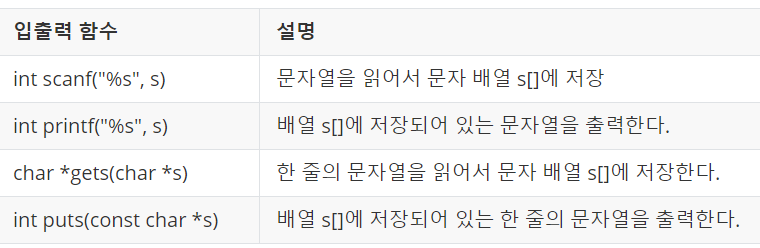 입출력 함수 설명
int scanf("%s", s) 문자열을 읽어서 문자 배열 s[]에 저장
int printf("%s", s) 배열 s[]에 저장되어 있는 문자열을 출력한다.
char *gets(char *s) 한 줄의 문자열을 읽어서 문자 배열 s[]에 저장한다.
int puts(const char *s) 배열 s[]에 저장되어 있는 한 줄의 문자열을 출력한다.